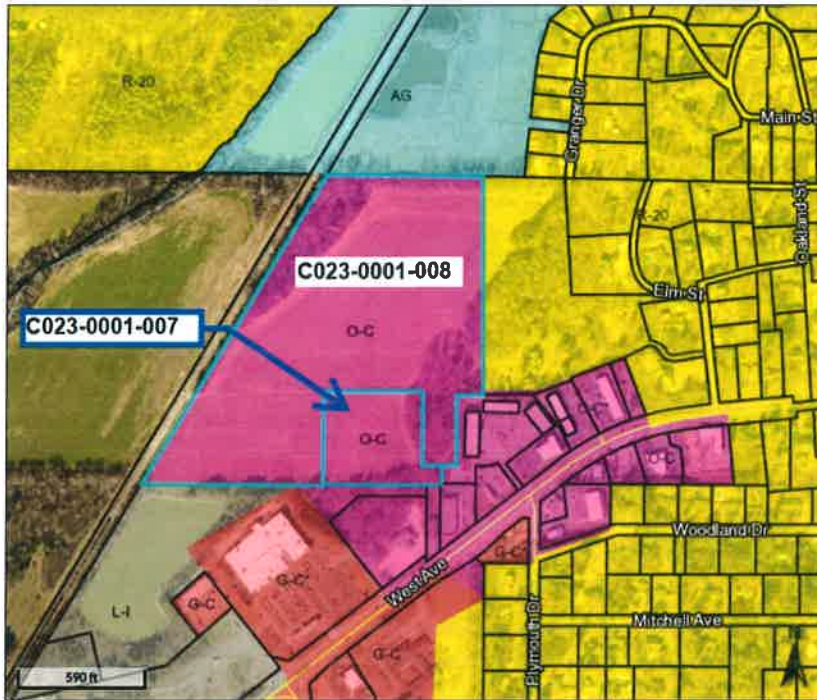 R-20
AG
Granger Dr
Main St
C023-0001-008
R-20
Oakland St
Elm St
C023-0001-007
O-C
O-C
O-C
O-C
Woodland Dr
G-C
West Ave
G-C
L-I
G-C
Plymouth Dr
Mitchell Ave
G-C
590 ft